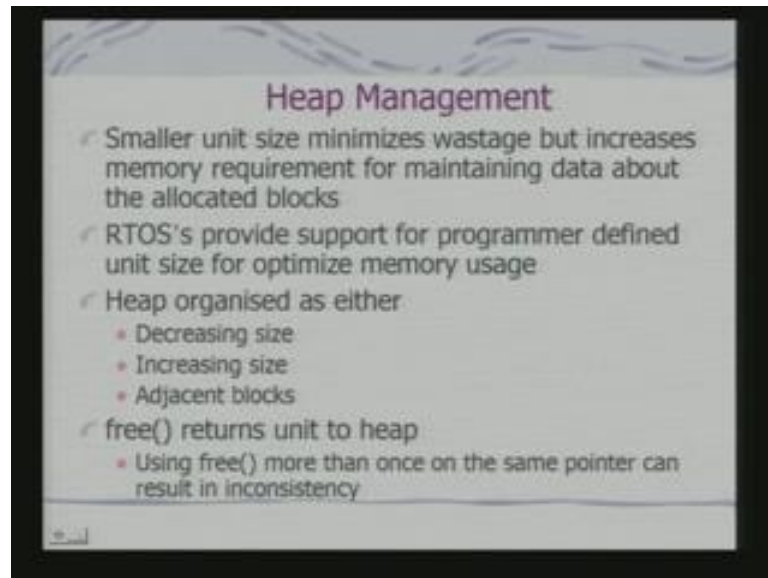 Heap Management
Smaller unit size minimizes wastage but increases
memory requirement for maintaining data about
the allocated blocks
RTOS's provide support for programmer defined
unit size for optimize memory usage
Heap organised as either
Decreasing size
Increasing size
Adjacent blocks
free() returns unit to heap
Using free() more than once on the same pointer can
result in inconsistency